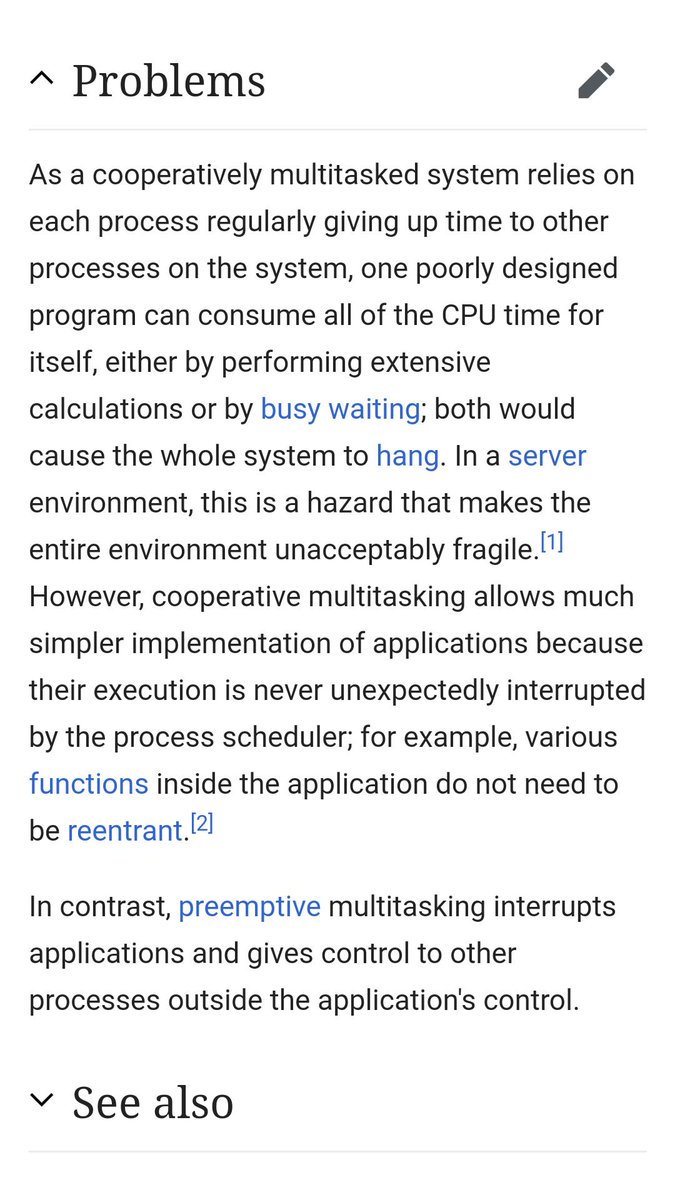 Problems
As a cooperatively multitasked system relies on
each process regularly giving up time to other
processes on the system, one poorly designed
program can consume all of the CPU time for
itself, either by performing extensive
calculations or by busy waiting; both would
cause the whole system to hang. In a server
environment, this is a hazard that makes the
entire environment unacceptably fragile.[1]
However, cooperative multitasking allows much
simpler implementation of applications because
their execution is never unexpectedly interrupted
by the process scheduler; for example, various
functions inside the application do not need to
be reentrant.[2]
In contrast, preemptive multitasking interrupts
applications and gives control to other
processes outside the application's control.
See also